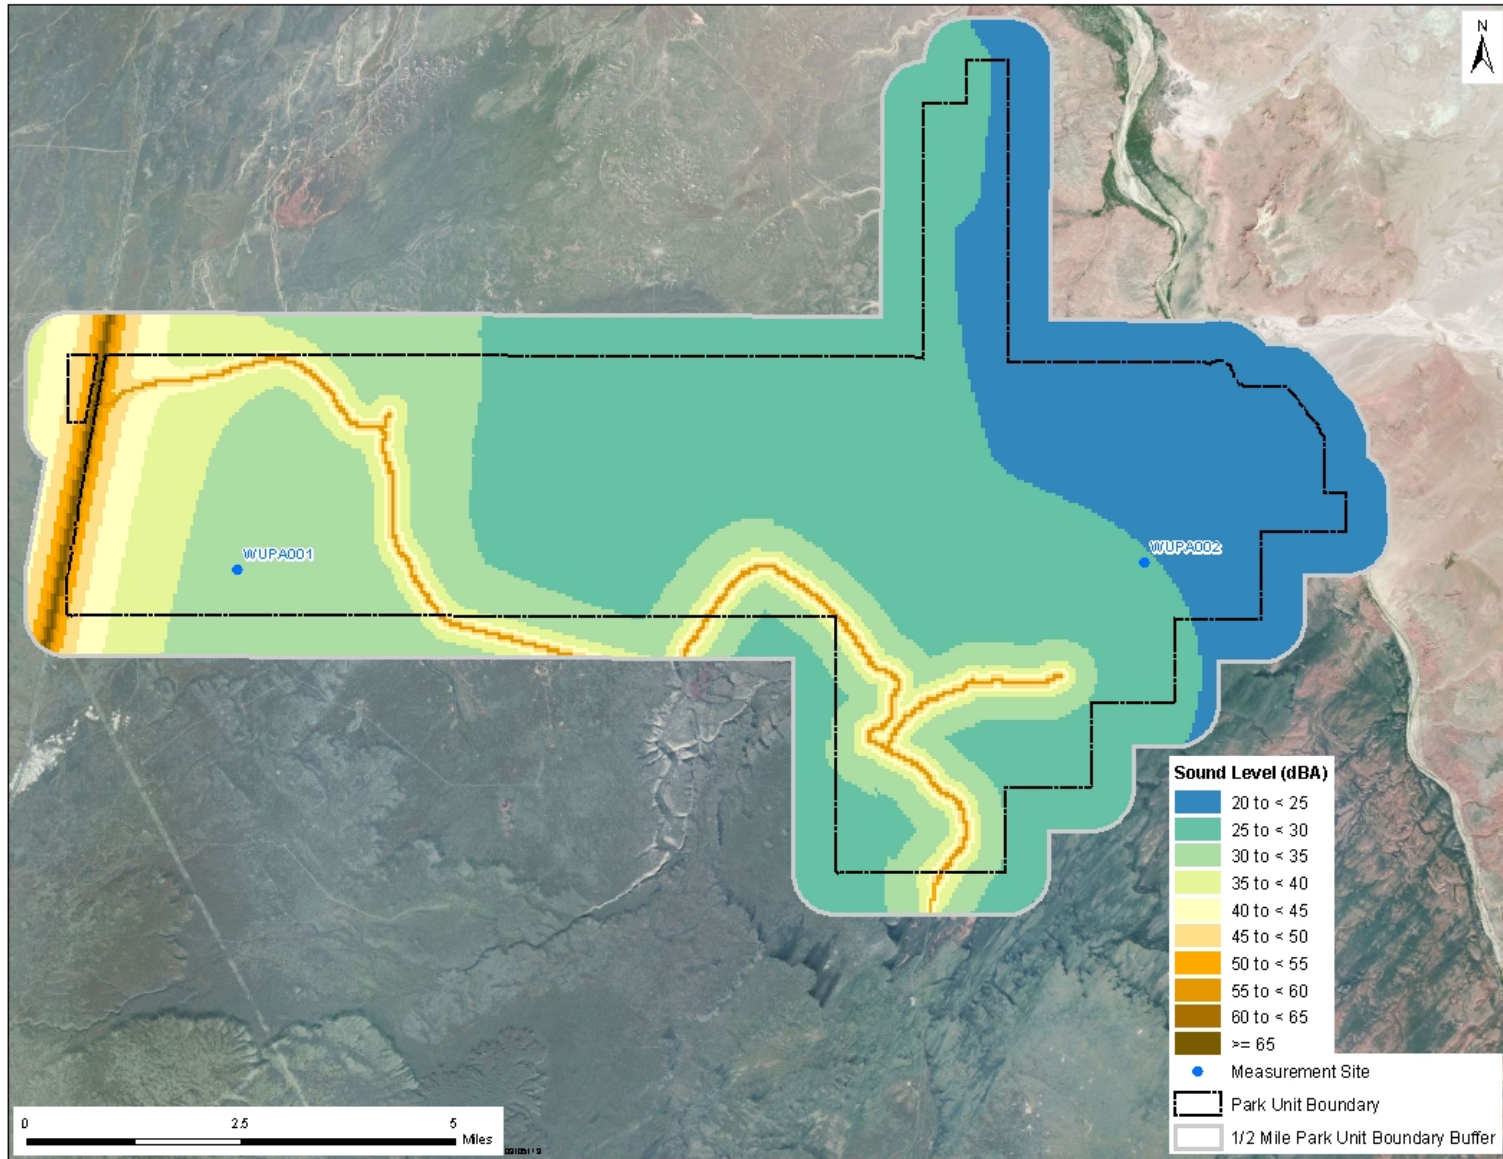 N
WUPA001
WUPA002
Sound Level (dBA)
20 to < 25
25 to < 30
30 to < 35
35 to < 40
40 to < 45
45 to < 50
50 to < 55
55 to < 60
60 to < 65
>= 65
Measurement Site
Park Unit Boundary
1/2 Mile Park Unit Boundary Buffer
0 2.5 5
Miles